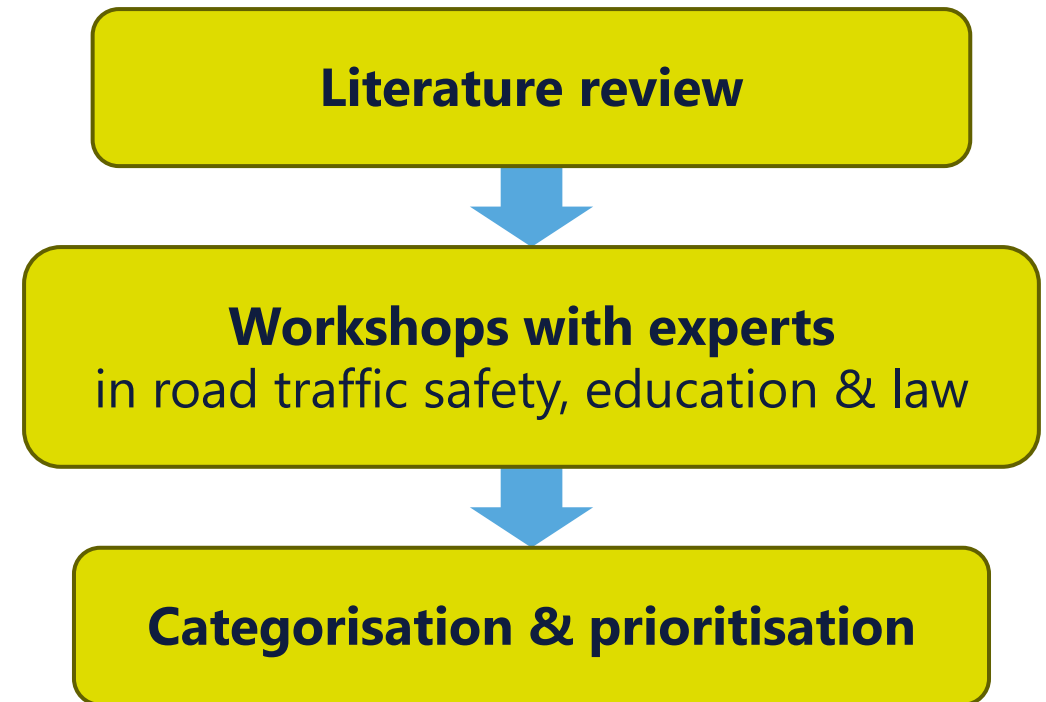 Literature review
Workshops with experts
in road traffic safety, education & law
Categorisation & prioritisation